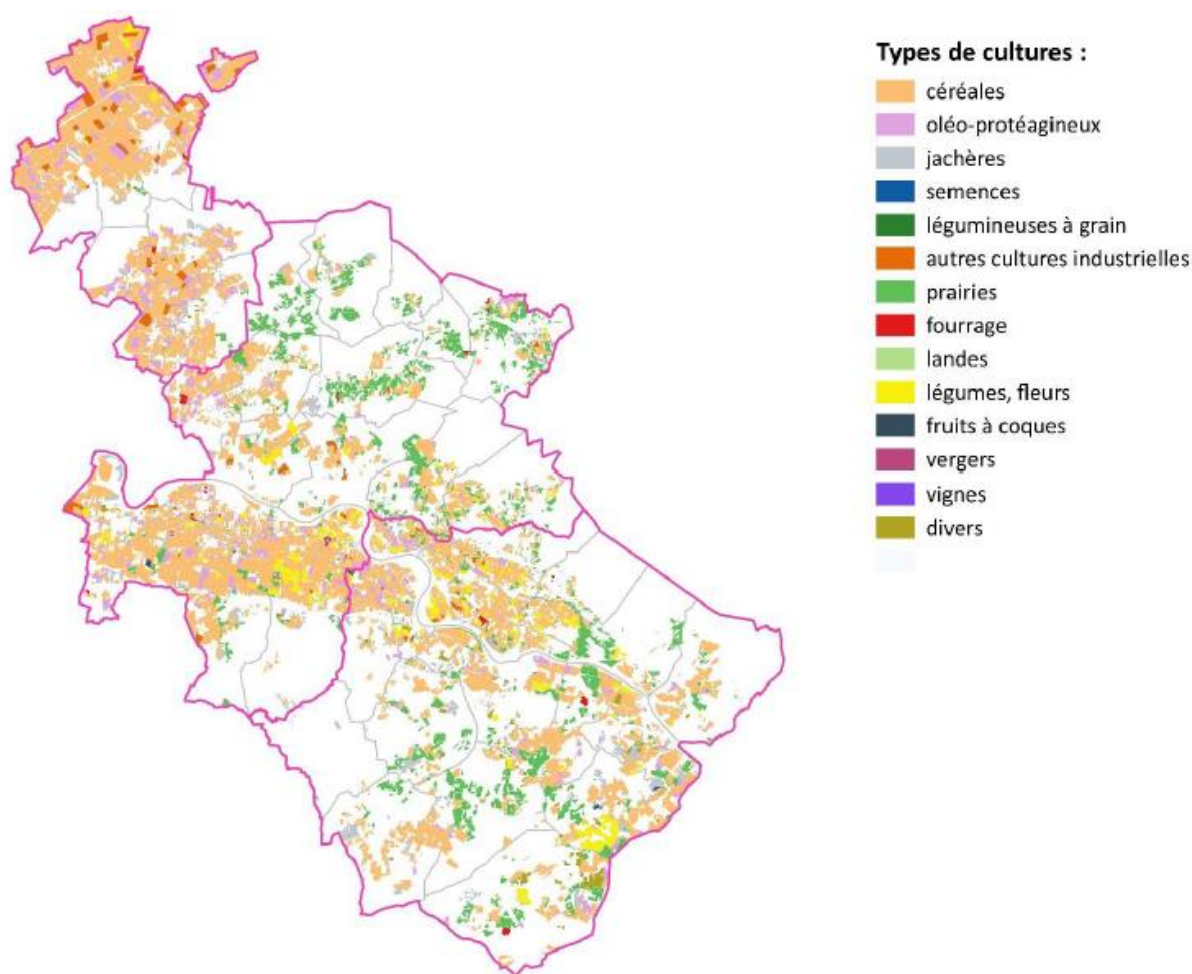 Types de cultures :
céréales
oléo-protéagineux
jachères
semences
légumineuses à grain
autres cultures industrielles
prairies
fourrage
landes
légumes, fleurs
fruits à coques
vergers
vignes
divers